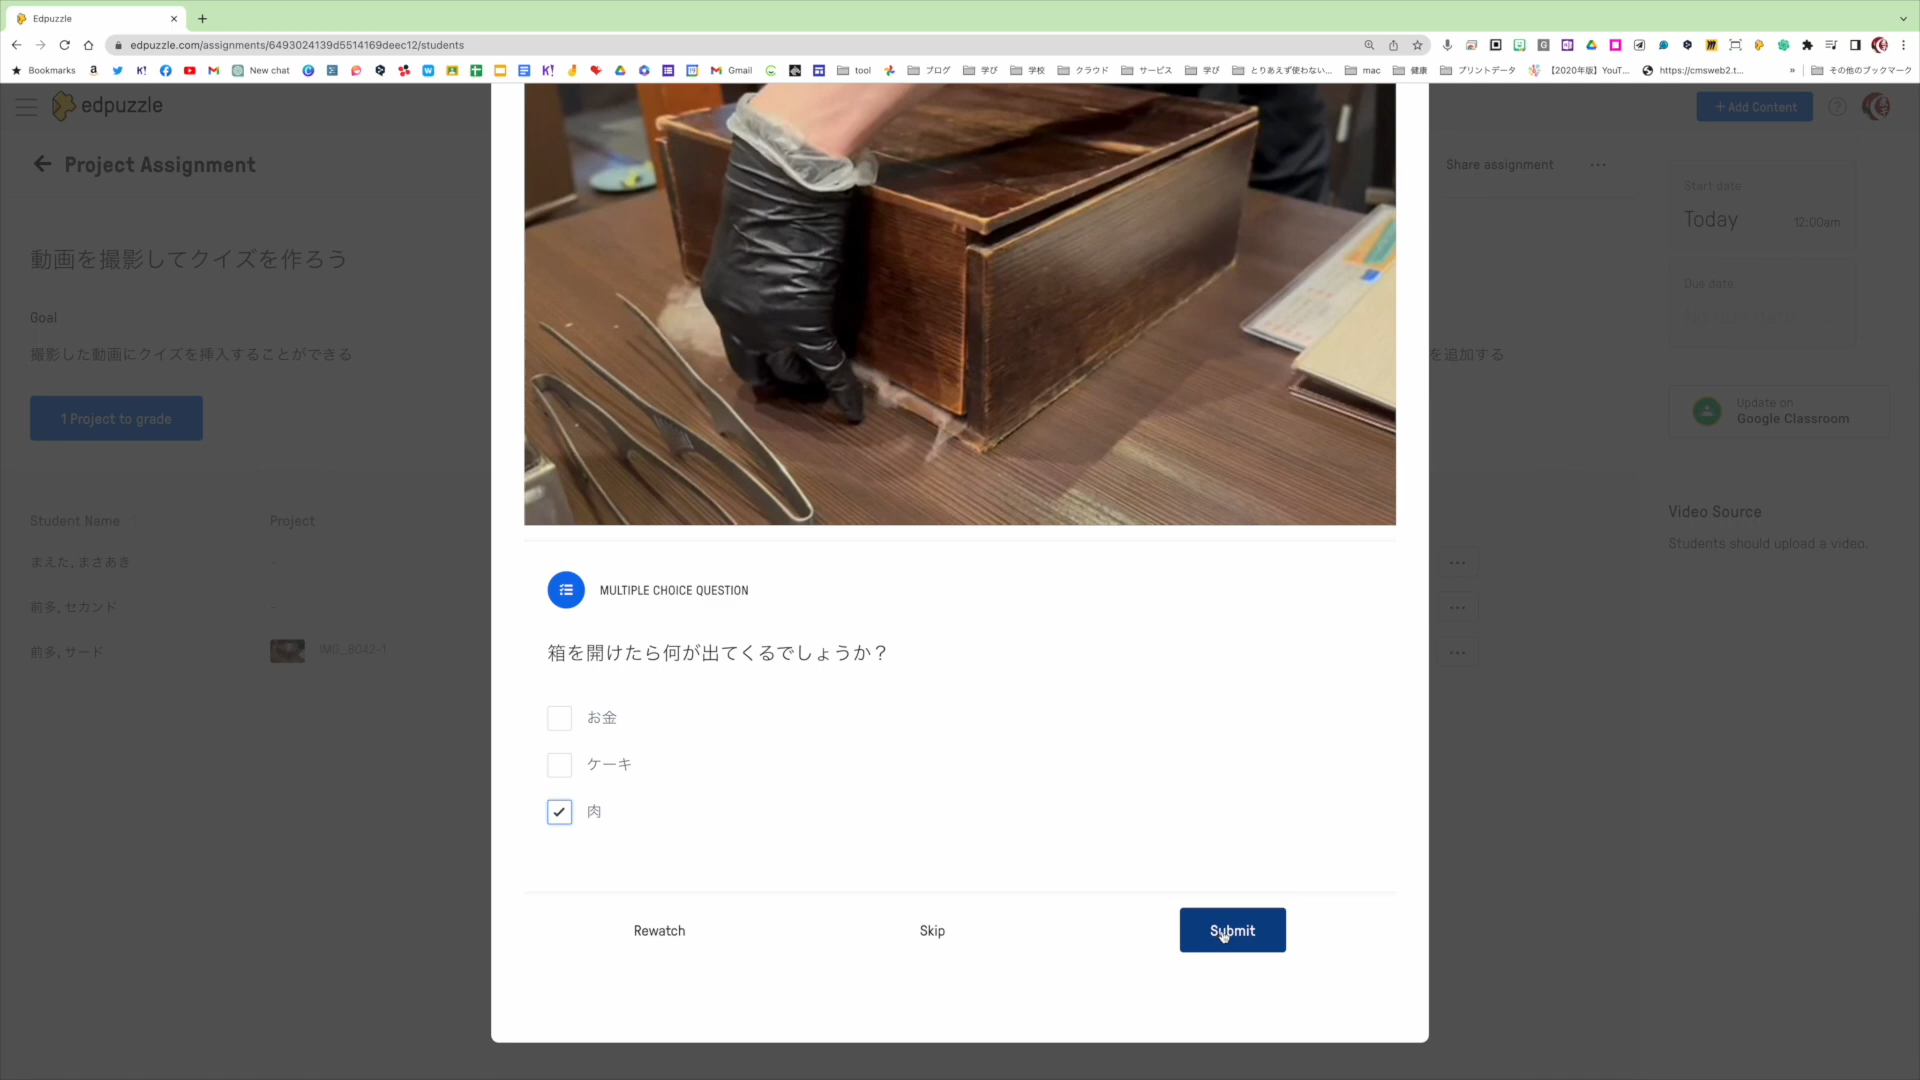 Edpuzzle
edpuzzle.com/assignments/6493024139d5514169deec12/students
Bookmarks
New chat
Gmail
tool
ブログ
学び
学校
クラウド
サービス
学び
とりあえず使わない...
mac
健康
プリントデータ
【2020年版】YouT...
https://cmsweb2.t...
»
その他のブックマーク
edpuzzle
+ Add Content
Project Assignment
Share assignment
Start date
Today 12:00am
Due date
動画を撮影してクイズを作ろう
Goal
撮影した動画にクイズを挿入することができる
を追加する
1 Project to grade
Update on
Google Classroom
Video Source
Students should upload a video.
Student Name
Project
まえた, まさあき
-
前多, セカンド
-
前多, サード
IMG_8042-1
MULTIPLE CHOICE QUESTION
箱を開けたら何が出てくるでしょうか？
お金
ケーキ
肉
Rewatch
Skip
Submit